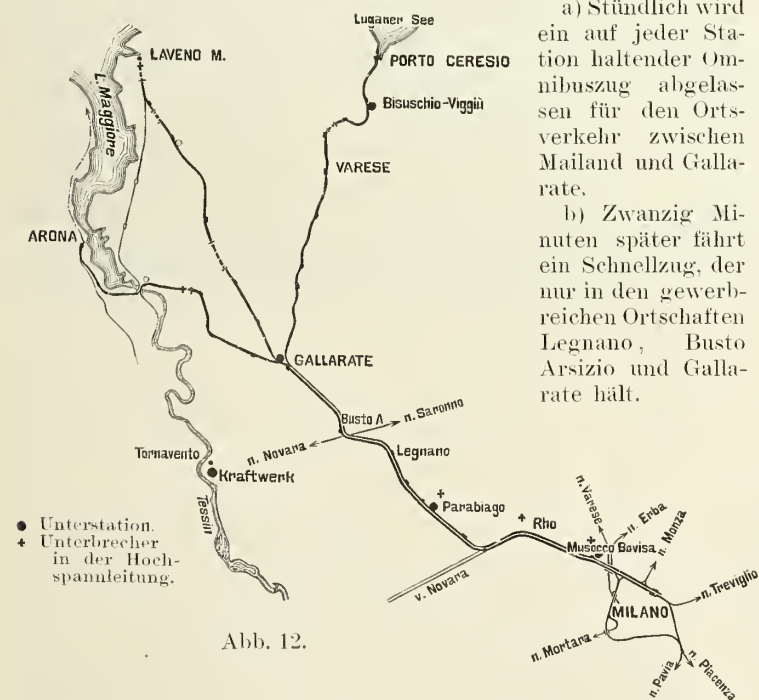 a) Stündlich wird
ein auf jeder Sta-
tion haltender Om-
nibuszug abgelas-
sen für den Orts-
verkehr zwischen
Mailand und Galla-
rate.
b) Zwanzig Mi-
nuten später fährt
ein Schnellzug, der
nur in den gewerb-
reichen Ortschaften
Legnano, Busto
Arsizio und Galla-
rate hält.
Luganer See
LAVENO M.
PORTO CERESIO
L. Maggiore
Bisuschio-Viggiù
VARESE
ARONA
GALLARATE
Busto A
n. Saronno
n. Novara
Legnano
Tornavento
Kraftwerk
Tessin
Parabiago
Rho
n. Varese
n. Erba
n. Monza
Musocco Bovisa
v. Novara
n. Treviglio
MILANO
n. Mortara
n. Pavia
n. Piacenza
Unterstation.
Unterbrecher
in der Hoch-
spannleitung.
Abb. 12.